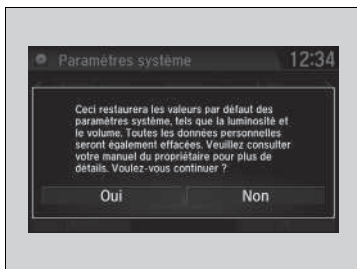 Paramètres système
12:34
Ceci restaurera les valeurs par défaut des
paramètres système, tels que la luminosité et
le volume. Toutes les données personnelles
seront également effacées. Veuillez consulter
votre manuel du propriétaire pour plus de
détails. Voulez-vous continuer ?
Oui
Non